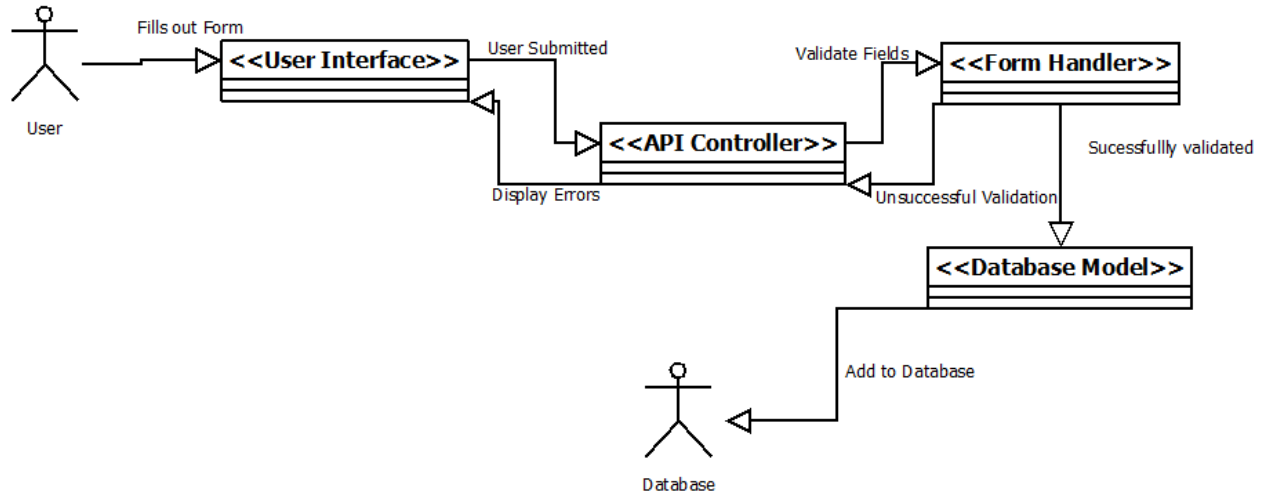 Fills out Form
<<User Interface>>
User Submitted
Validate Fields
<<Form Handler>>
User
<<API Controller>>
Sucessfullly validated
Display Errors
Unsuccessful Validation
<<Database Model>>
Add to Database
Database